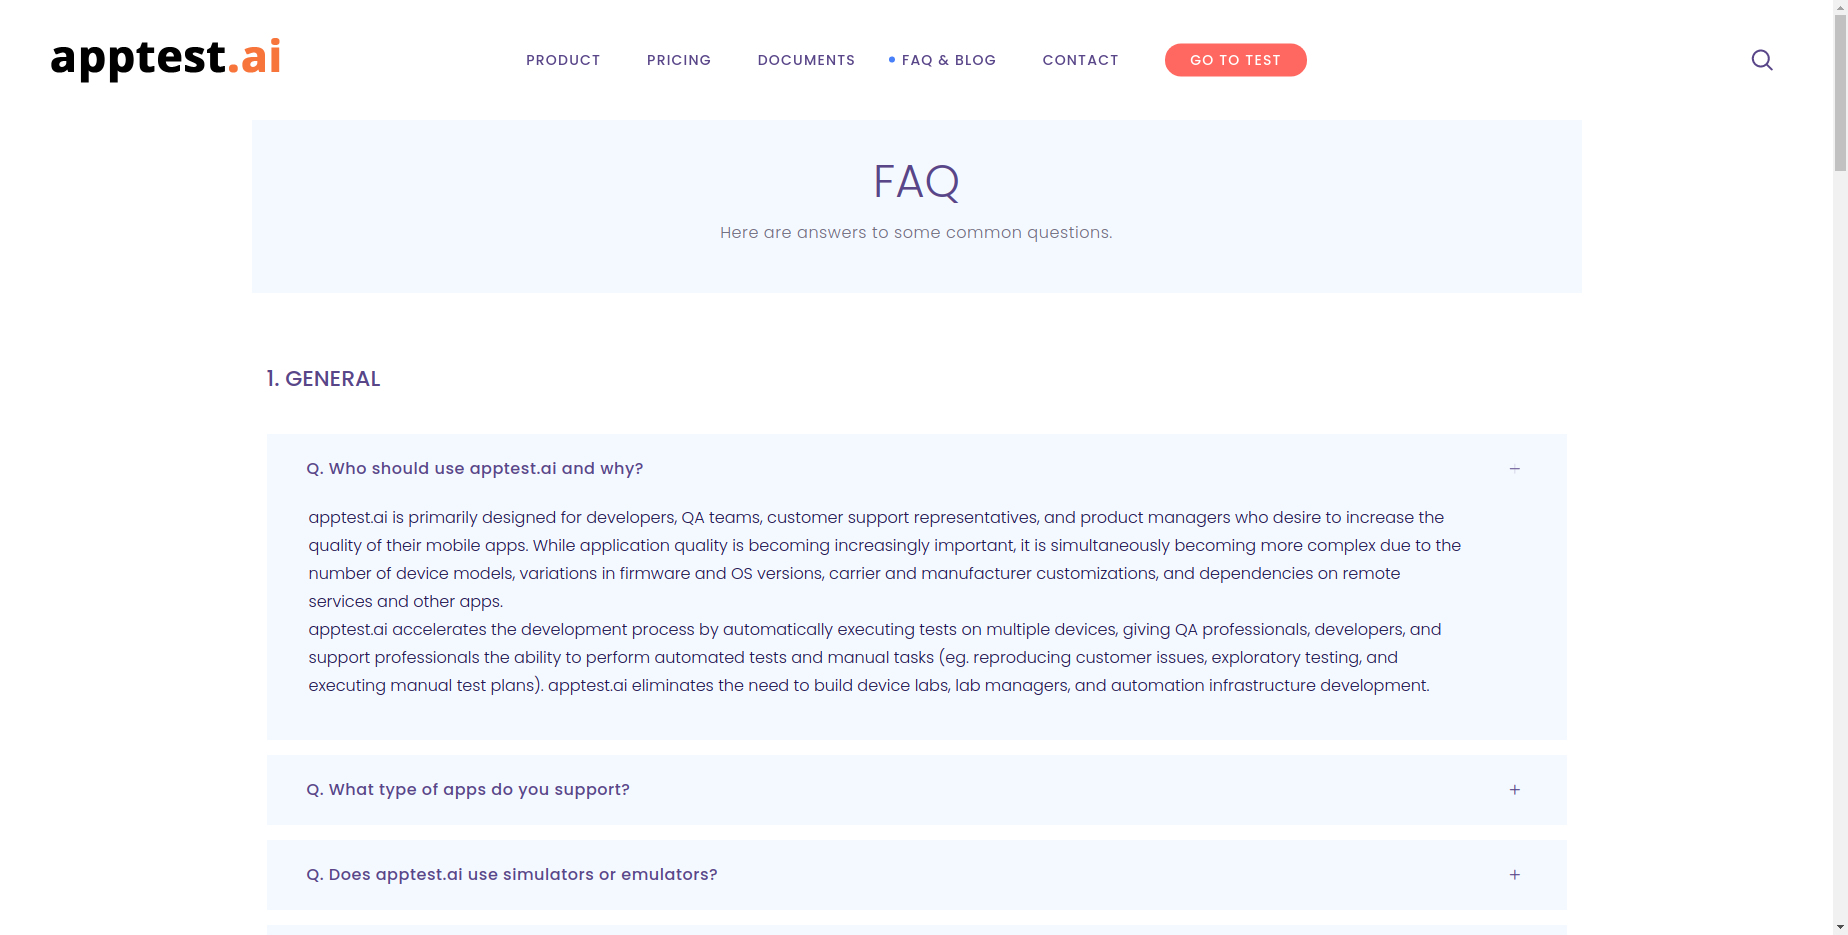 apptest.ai
PRODUCT
PRICING
DOCUMENTS
FAQ & BLOG
CONTACT
GO TO TEST
FAQ
Here are answers to some common questions.
1. GENERAL
Q. Who should use apptest.ai and why?
apptest.ai is primarily designed for developers, QA teams, customer support representatives, and product managers who desire to increase the
quality of their mobile apps. While application quality is becoming increasingly important, it is simultaneously becoming more complex due to the
number of device models, variations in firmware and OS versions, carrier and manufacturer customizations, and dependencies on remote
services and other apps.
apptest.ai accelerates the development process by automatically executing tests on multiple devices, giving QA professionals, developers, and
support professionals the ability to perform automated tests and manual tasks (eg. reproducing customer issues, exploratory testing, and
executing manual test plans). apptest.ai eliminates the need to build device labs, lab managers, and automation infrastructure development.
Q. What type of apps do you support?
Q. Does apptest.ai use simulators or emulators?